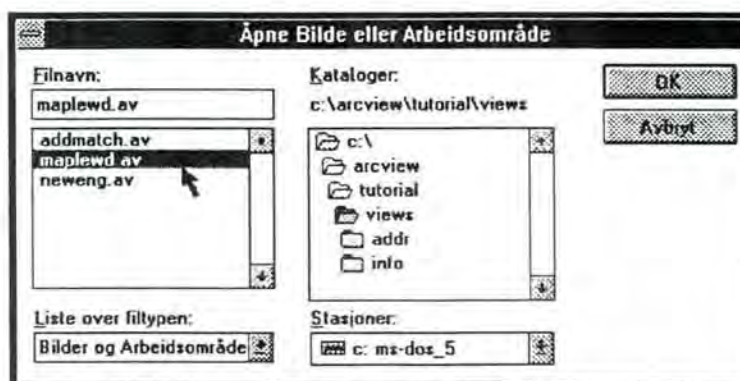 Åpne Bilde eller Arbeidsområde
Filnavn:
maplewd.av
addmatch.av
maplewd.av
neweng.av
Liste over filtypen:
Bilder og Arbeidsområde
Kataloger:
c:\arcview\tutorial\views
c:\
arcview
tutorial
views
addr
info
Stasjoner:
c: ms-dos_5
OK
Avbryt